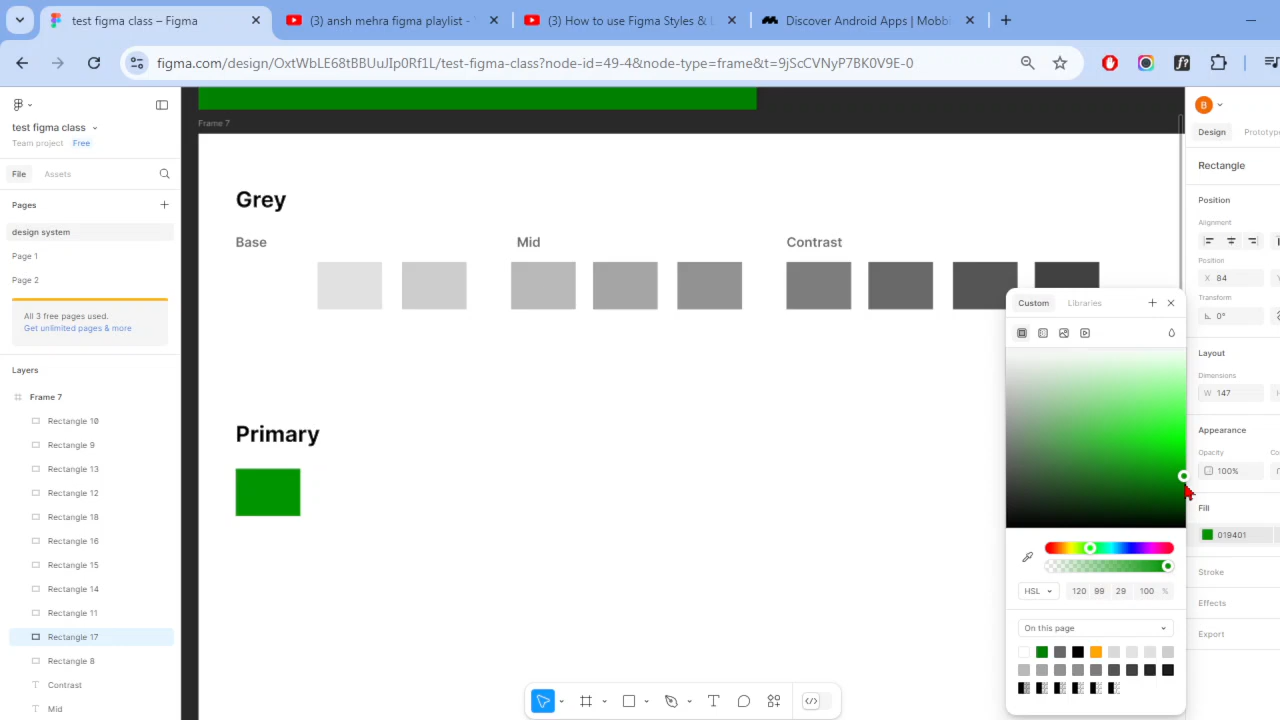 test figma class – Figma
(3) ansh mehra figma playlist -
(3) How to use Figma Styles & L
Discover Android Apps | Mobbi
figma.com/design/OxtWbLE68tBBUuJIp0Rf1L/test-figma-class?node-id=49-4&node-type=frame&t=9jScCVNyP7BK0V9E-0
test figma class
Team project Free
File Assets
Pages
design system
Page 1
Page 2
All 3 free pages used.
Get unlimited pages & more
Layers
Frame 7
Rectangle 10
Rectangle 9
Rectangle 13
Rectangle 12
Rectangle 18
Rectangle 16
Rectangle 15
Rectangle 14
Rectangle 11
Rectangle 17
Rectangle 8
Contrast
Mid
Frame 7
Grey
Base Mid Contrast
Primary
Custom Libraries
HSL 120 99 29 100 %
On this page
B
Design Prototype
Rectangle
Position
Alignment
Position
X 84
Transform
0°
Layout
Dimensions
W 147
Appearance
Opacity
100%
Fill
019401
Stroke
Effects
Export